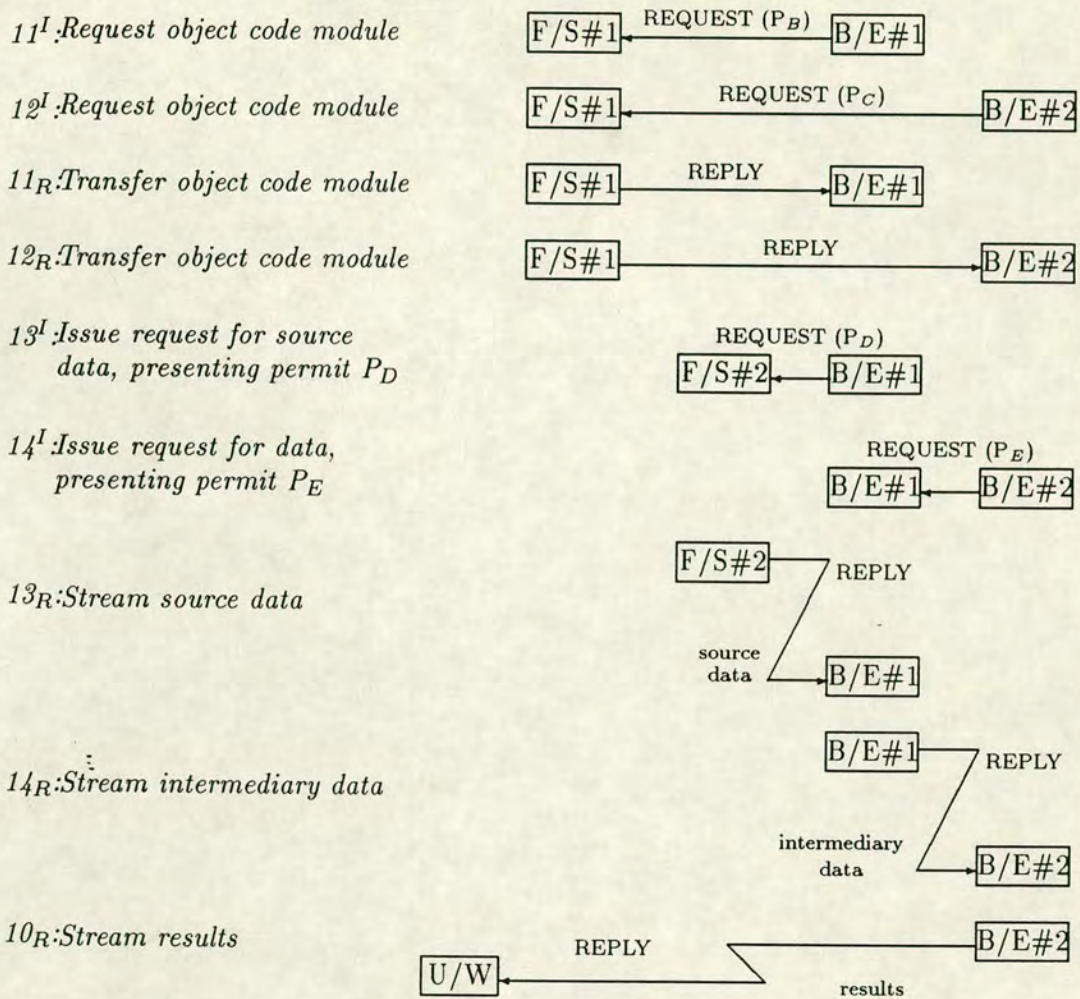 11^I:Request object code module F/S#1 REQUEST (P_B) B/E#1
12^I:Request object code module F/S#1 REQUEST (P_C) B/E#2
11_R:Transfer object code module F/S#1 REPLY B/E#1
12_R:Transfer object code module F/S#1 REPLY B/E#2
13^I:Issue request for source REQUEST (P_D)
data, presenting permit P_D F/S#2 B/E#1
14^I:Issue request for data, REQUEST (P_E)
presenting permit P_E B/E#1 B/E#2
F/S#2 REPLY
13_R:Stream source data
source
data B/E#1
B/E#1 REPLY
14_R:Stream intermediary data
intermediary
data B/E#2
10_R:Stream results REPLY B/E#2
U/W results